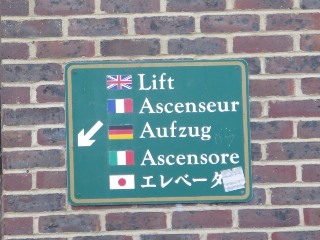 Lift
Ascenseur
Aufzug
Ascensore
エレベータ